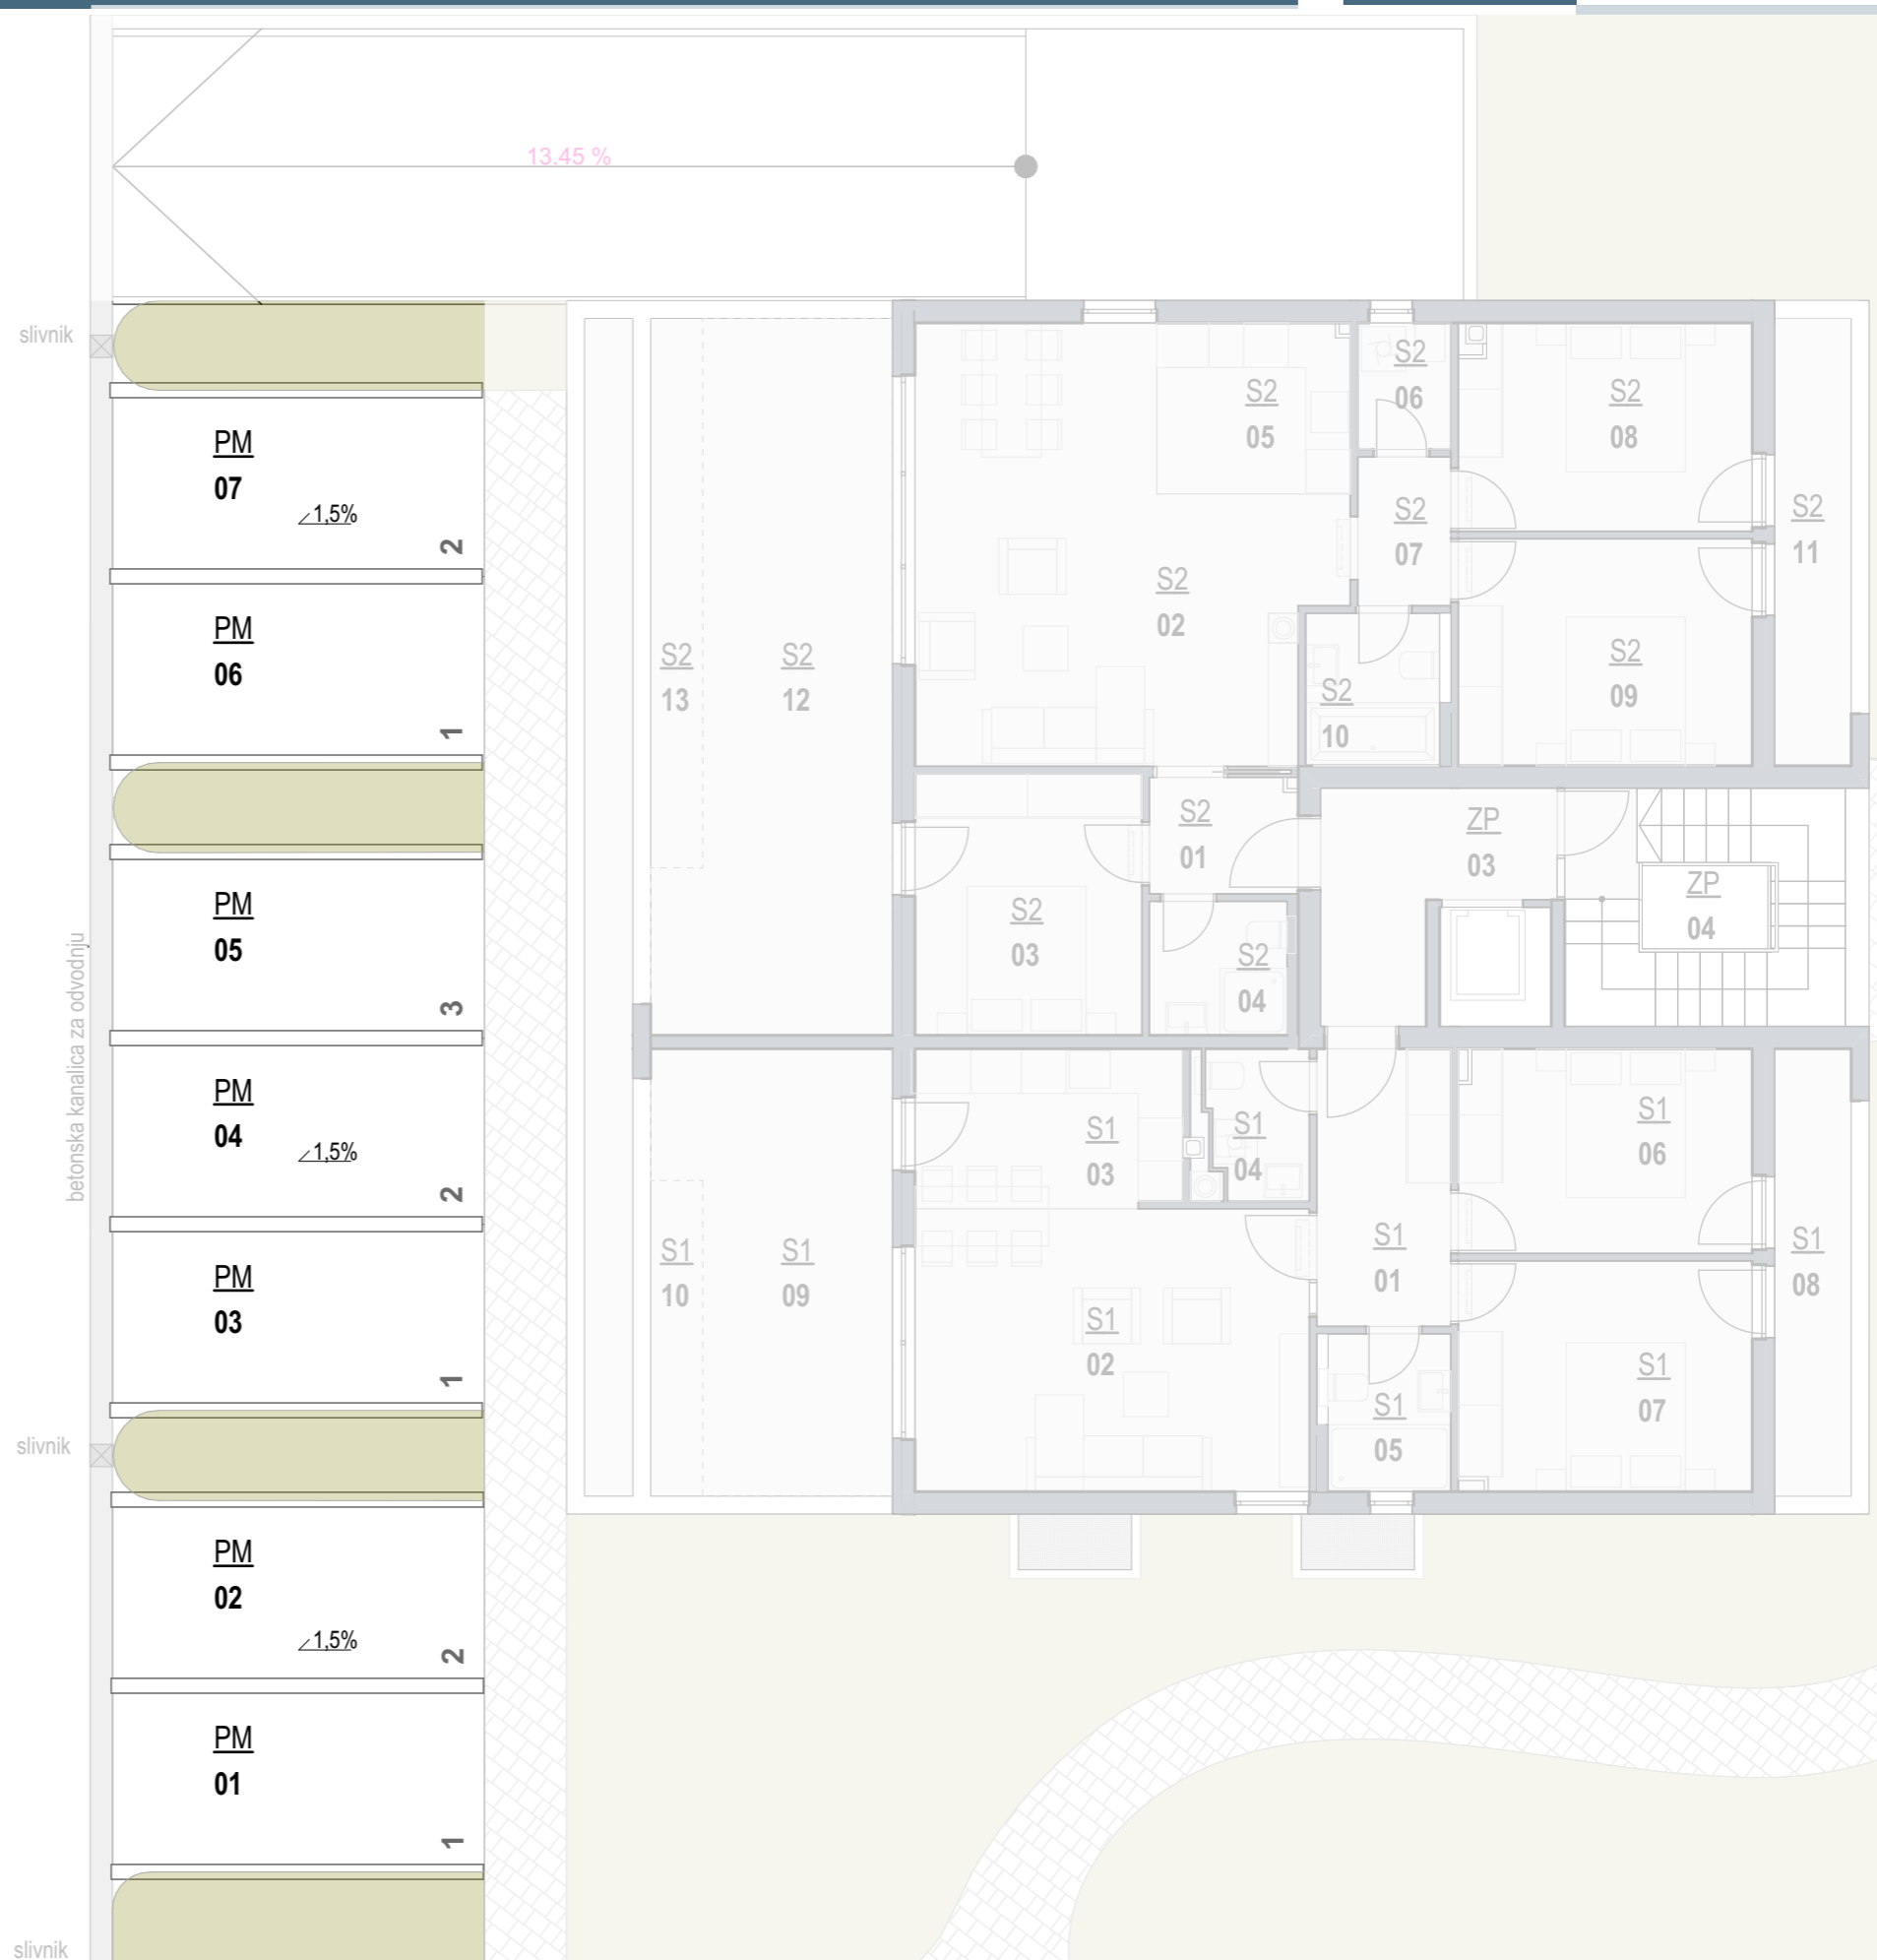 13,45 %
slivnik
PM
07
1,5%
2
PM
06
1
PM
05
3
betonska kanalica za odvodnju
PM
04
1,5%
2
PM
03
1
slivnik
PM
02
1,5%
2
PM
01
1
slivnik
S2
13
S2
12
S2
05
S2
06
S2
08
S2
07
S2
11
S2
02
S2
09
S2
10
S2
01
ZP
03
ZP
04
S2
03
S2
04
S1
03
S1
04
S1
06
S1
10
S1
09
S1
01
S1
08
S1
02
S1
05
S1
07